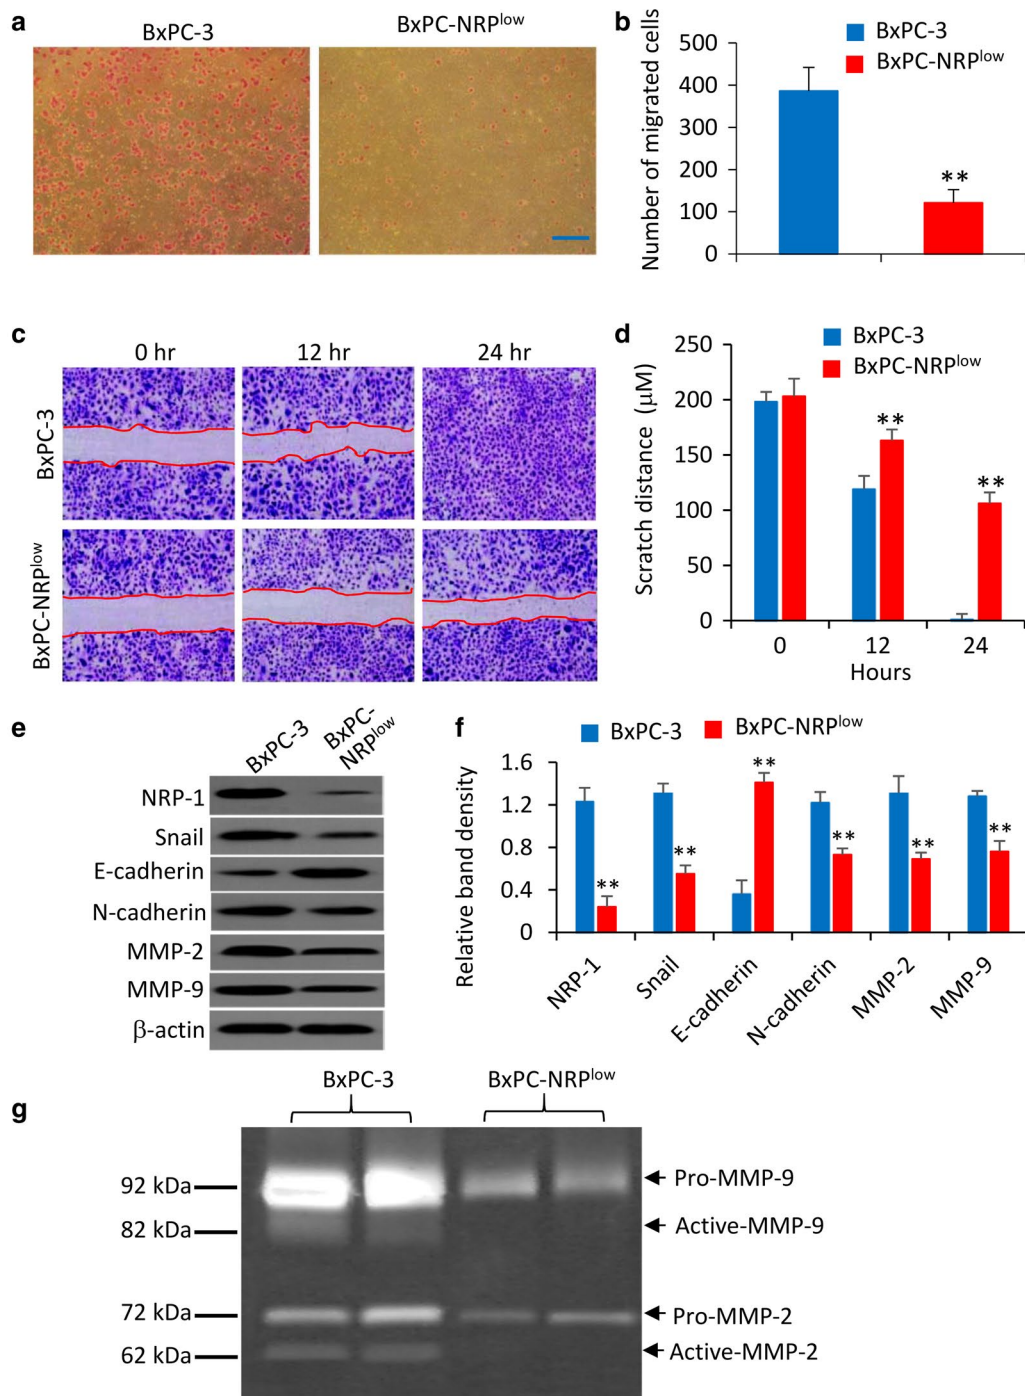 a
BxPC-3
BxPC-NRPlow
b
BxPC-3
BxPC-NRPlow
Number of migrated cells
500
400
300
200
100
0
**
c
0 hr
12 hr
24 hr
BxPC-3
BxPC-NRPlow
d
BxPC-3
BxPC-NRPlow
Scratch distance (µM)
250
200
150
100
50
0
**
**
0
12
24
Hours
e
BxPC-3
BxPC-
NRPlow
NRP-1
Snail
E-cadherin
N-cadherin
MMP-2
MMP-9
β-actin
f
BxPC-3
BxPC-NRPlow
Relative band density
1.6
1.2
0.8
0.4
0
**
**
**
**
**
**
NRP-1
Snail
E-cadherin
N-cadherin
MMP-2
MMP-9
g
BxPC-3
BxPC-NRPlow
92 kDa
82 kDa
72 kDa
62 kDa
Pro-MMP-9
Active-MMP-9
Pro-MMP-2
Active-MMP-2